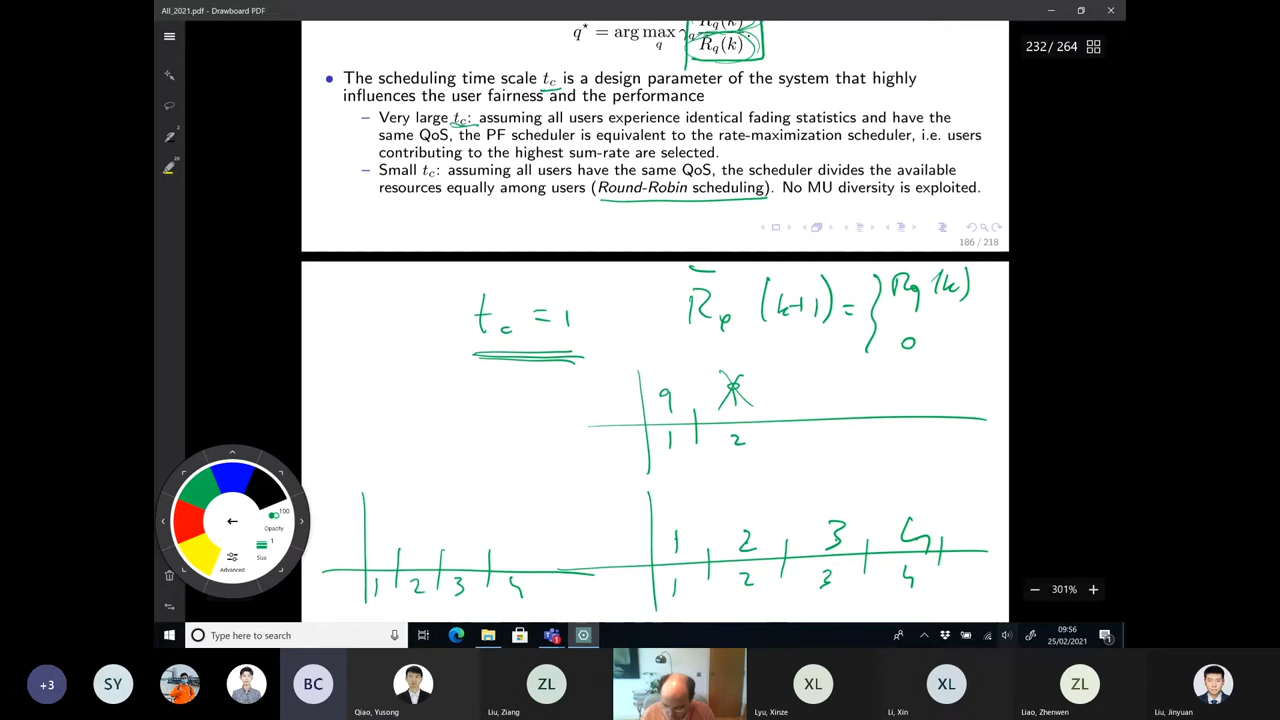 All_2021.pdf - Drawboard PDF
232 / 264
q* = arg max_q γ_q R_q(k) / R̄_q(k)
• The scheduling time scale t_c is a design parameter of the system that highly
influences the user fairness and the performance
– Very large t_c: assuming all users experience identical fading statistics and have the
same QoS, the PF scheduler is equivalent to the rate-maximization scheduler, i.e. users
contributing to the highest sum-rate are selected.
– Small t_c: assuming all users have the same QoS, the scheduler divides the available
resources equally among users (Round-Robin scheduling). No MU diversity is exploited.
186 / 218
t_c = 1
R̄_q (k+1) = { R_q (k)
0
q
1 2
1 2 3 4
1 2 3 4
1 2 3 4
100
Opacity
1
Size
Advanced
301%
Type here to search
09:56
25/02/2021
+3
SY
BC
Qiao, Yusong
ZL
Liu, Ziang
XL
Lyu, Xinze
XL
Li, Xin
ZL
Liao, Zhenwen
Liu, Jinyuan